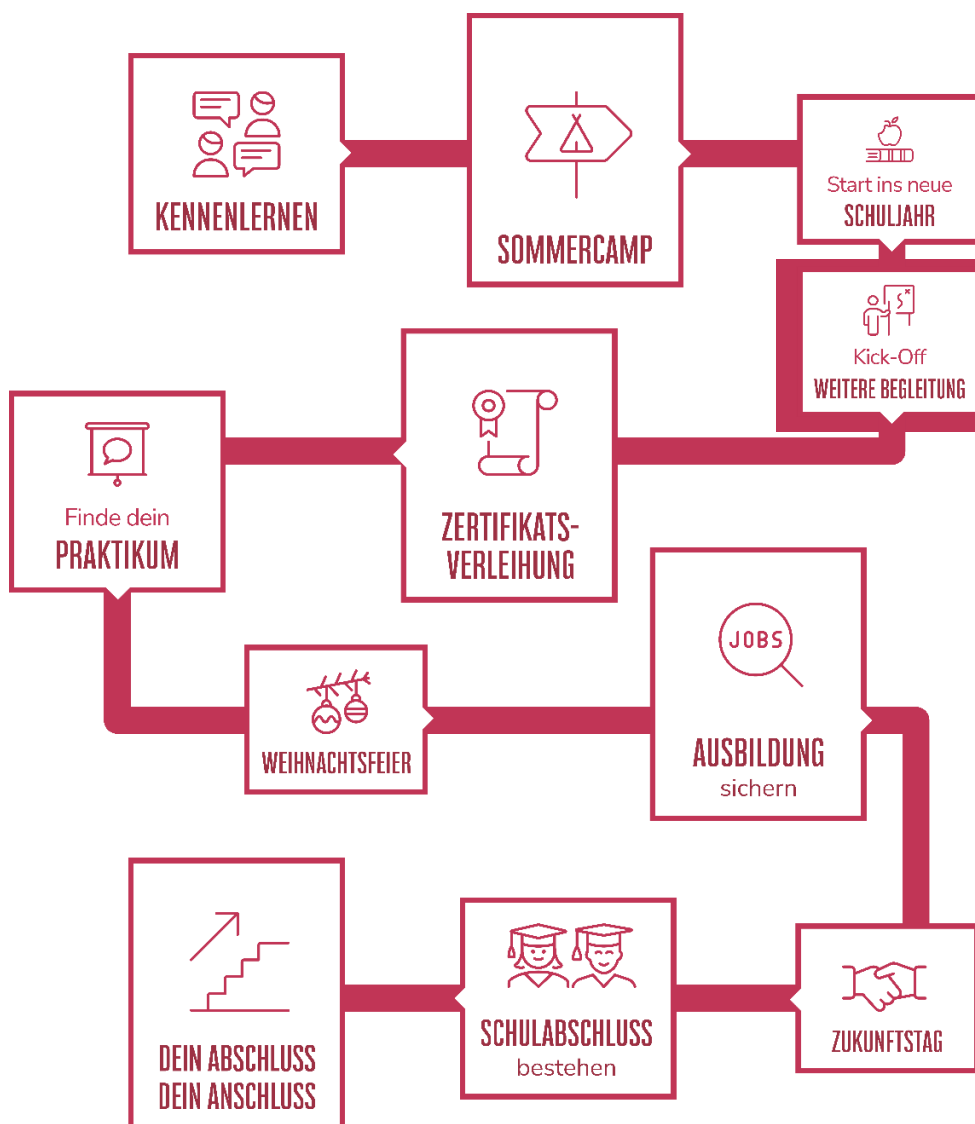 KENNENLERNEN
SOMMERCAMP
Start ins neue
SCHULJAHR
Kick-Off
WEITERE BEGLEITUNG
ZERTIFIKATS-
VERLEIHUNG
Finde dein
PRAKTIKUM
WEIHNACHTSFEIER
JOBS
AUSBILDUNG
sichern
ZUKUNFTSTAG
SCHULABSCHLUSS
bestehen
DEIN ABSCHLUSS
DEIN ANSCHLUSS